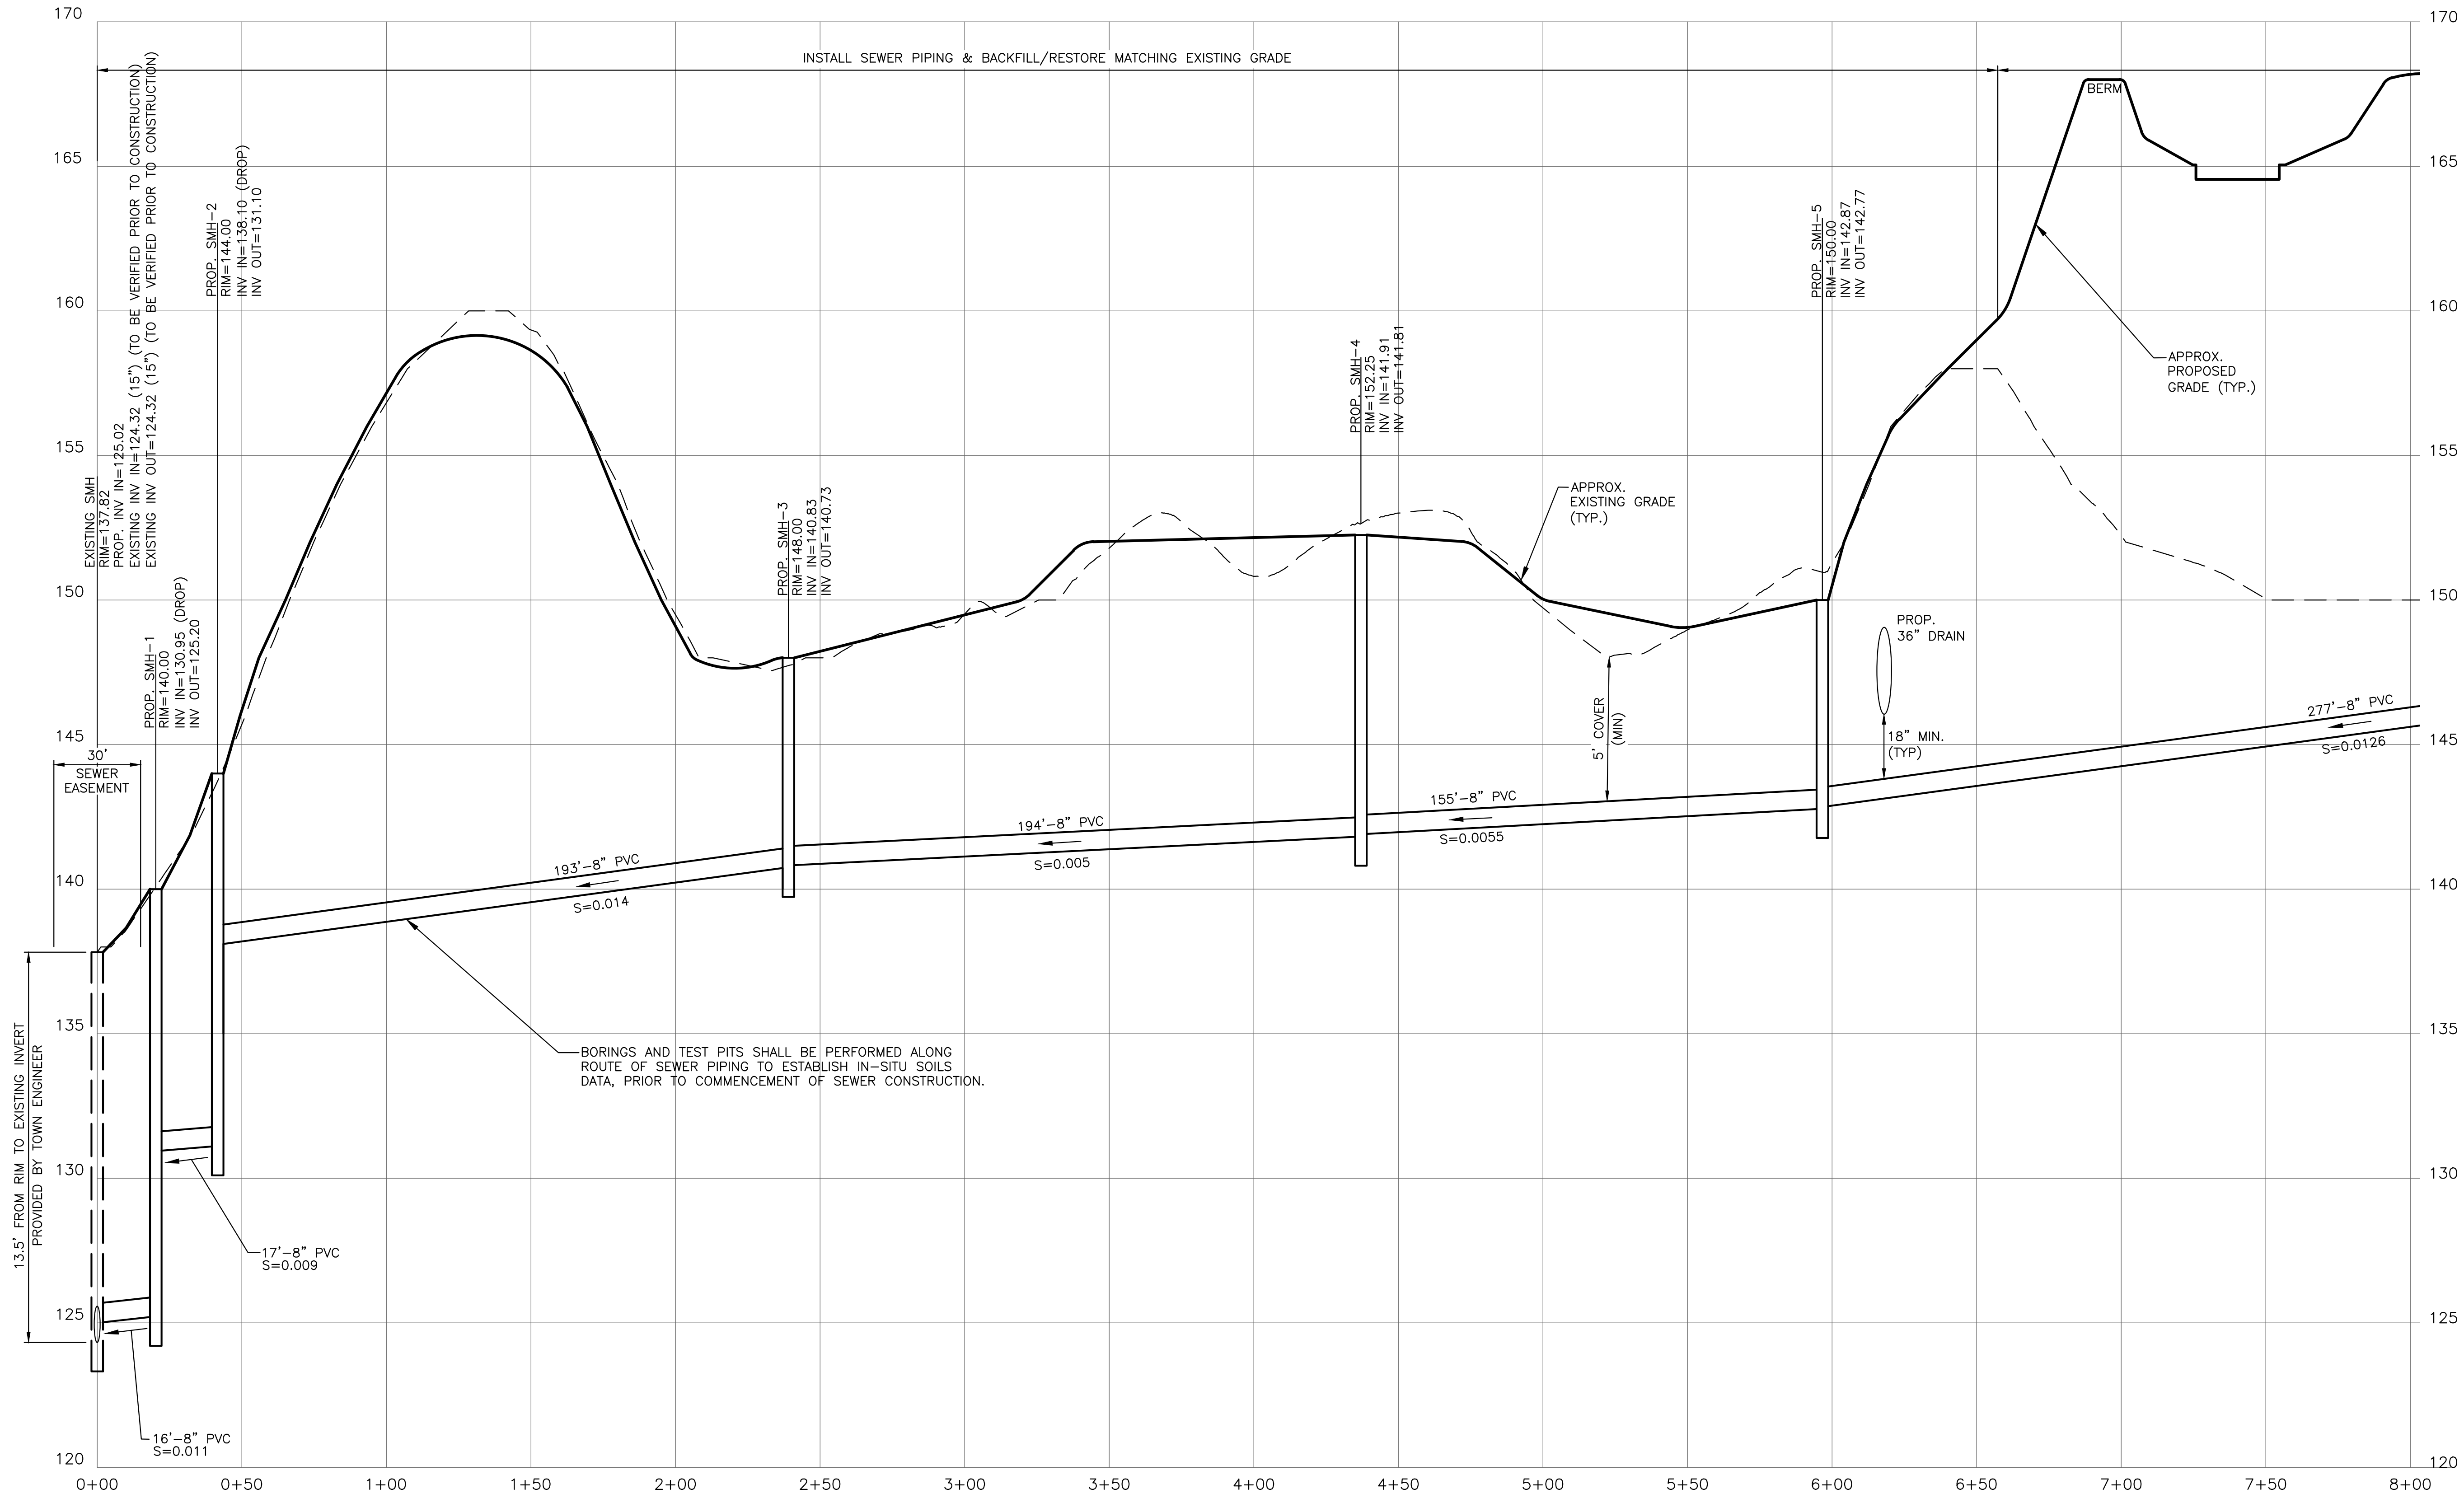 170
170
INSTALL SEWER PIPING & BACKFILL/RESTORE MATCHING EXISTING GRADE
BERM
165
165
160
160
155
155
150
150
145
145
140
140
135
135
130
130
125
125
120
120
EXISTING SMH
RIM=137.82
PROP. INV IN=125.02
EXISTING INV IN=124.32 (15") (TO BE VERIFIED PRIOR TO CONSTRUCTION)
EXISTING INV OUT=124.32 (15") (TO BE VERIFIED PRIOR TO CONSTRUCTION)
PROP. SMH-1
RIM=140.00
INV IN=130.95 (DROP)
INV OUT=125.20
PROP. SMH-2
RIM=144.00
INV IN=138.10 (DROP)
INV OUT=131.10
PROP. SMH-3
RIM=148.00
INV IN=140.83
INV OUT=140.73
PROP. SMH-4
RIM=152.25
INV IN=141.91
INV OUT=141.81
PROP. SMH-5
RIM=150.00
INV IN=142.87
INV OUT=142.77
APPROX.
PROPOSED
GRADE (TYP.)
APPROX.
EXISTING GRADE
(TYP.)
PROP.
36" DRAIN
18" MIN.
(TYP)
5' COVER
(MIN)
30'
SEWER
EASEMENT
277'-8" PVC
S=0.0126
155'-8" PVC
S=0.0055
194'-8" PVC
S=0.005
193'-8" PVC
S=0.014
BORINGS AND TEST PITS SHALL BE PERFORMED ALONG
ROUTE OF SEWER PIPING TO ESTABLISH IN-SITU SOILS
DATA, PRIOR TO COMMENCEMENT OF SEWER CONSTRUCTION.
13.5' FROM RIM TO EXISTING INVERT
PROVIDED BY TOWN ENGINEER
17'-8" PVC
S=0.009
16'-8" PVC
S=0.011
0+00
0+50
1+00
1+50
2+00
2+50
3+00
3+50
4+00
4+50
5+00
5+50
6+00
6+50
7+00
7+50
8+00